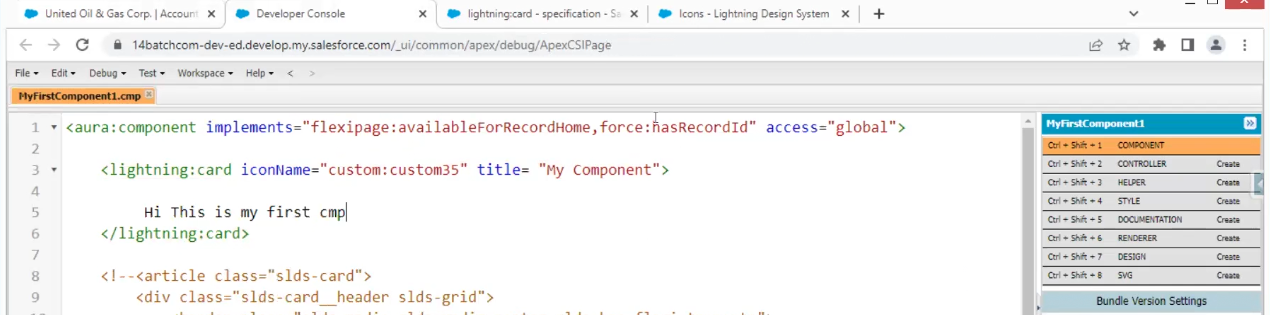 United Oil & Gas Corp. | Account
Developer Console
lightning:card - specification - Sa
Icons - Lightning Design System
14batchcom-dev-ed.develop.my.salesforce.com/_ui/common/apex/debug/ApexCSIPage
File Edit Debug Test Workspace Help < >
MyFirstComponent1.cmp
1 <aura:component implements="flexipage:availableForRecordHome,force:hasRecordId" access="global">
2
3 <lightning:card iconName="custom:custom35" title= "My Component">
4
5 Hi This is my first cmp
6 </lightning:card>
7
8 <!--<article class="slds-card">
9 <div class="slds-card__header slds-grid">
MyFirstComponent1
Ctrl + Shift + 1 COMPONENT
Ctrl + Shift + 2 CONTROLLER Create
Ctrl + Shift + 3 HELPER Create
Ctrl + Shift + 4 STYLE Create
Ctrl + Shift + 5 DOCUMENTATION Create
Ctrl + Shift + 6 RENDERER Create
Ctrl + Shift + 7 DESIGN Create
Ctrl + Shift + 8 SVG Create
Bundle Version Settings